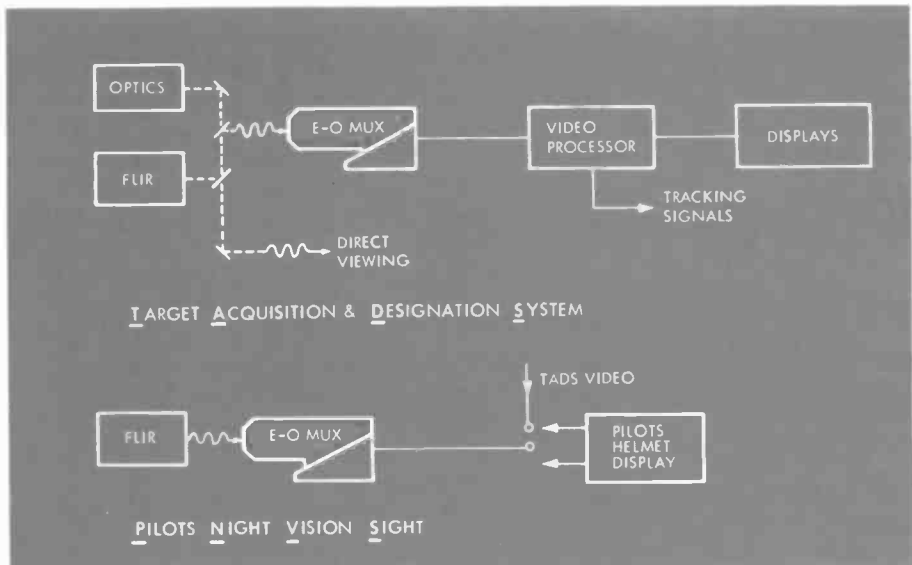 OPTICS
FLIR
E-O MUX
VIDEO
PROCESSOR
DISPLAYS
TRACKING
SIGNALS
DIRECT
VIEWING
TARGET ACQUISITION & DESIGNATION SYSTEM
TADS VIDEO
FLIR
E-O MUX
PILOTS
HELMET
DISPLAY
PILOTS NIGHT VISION SIGHT